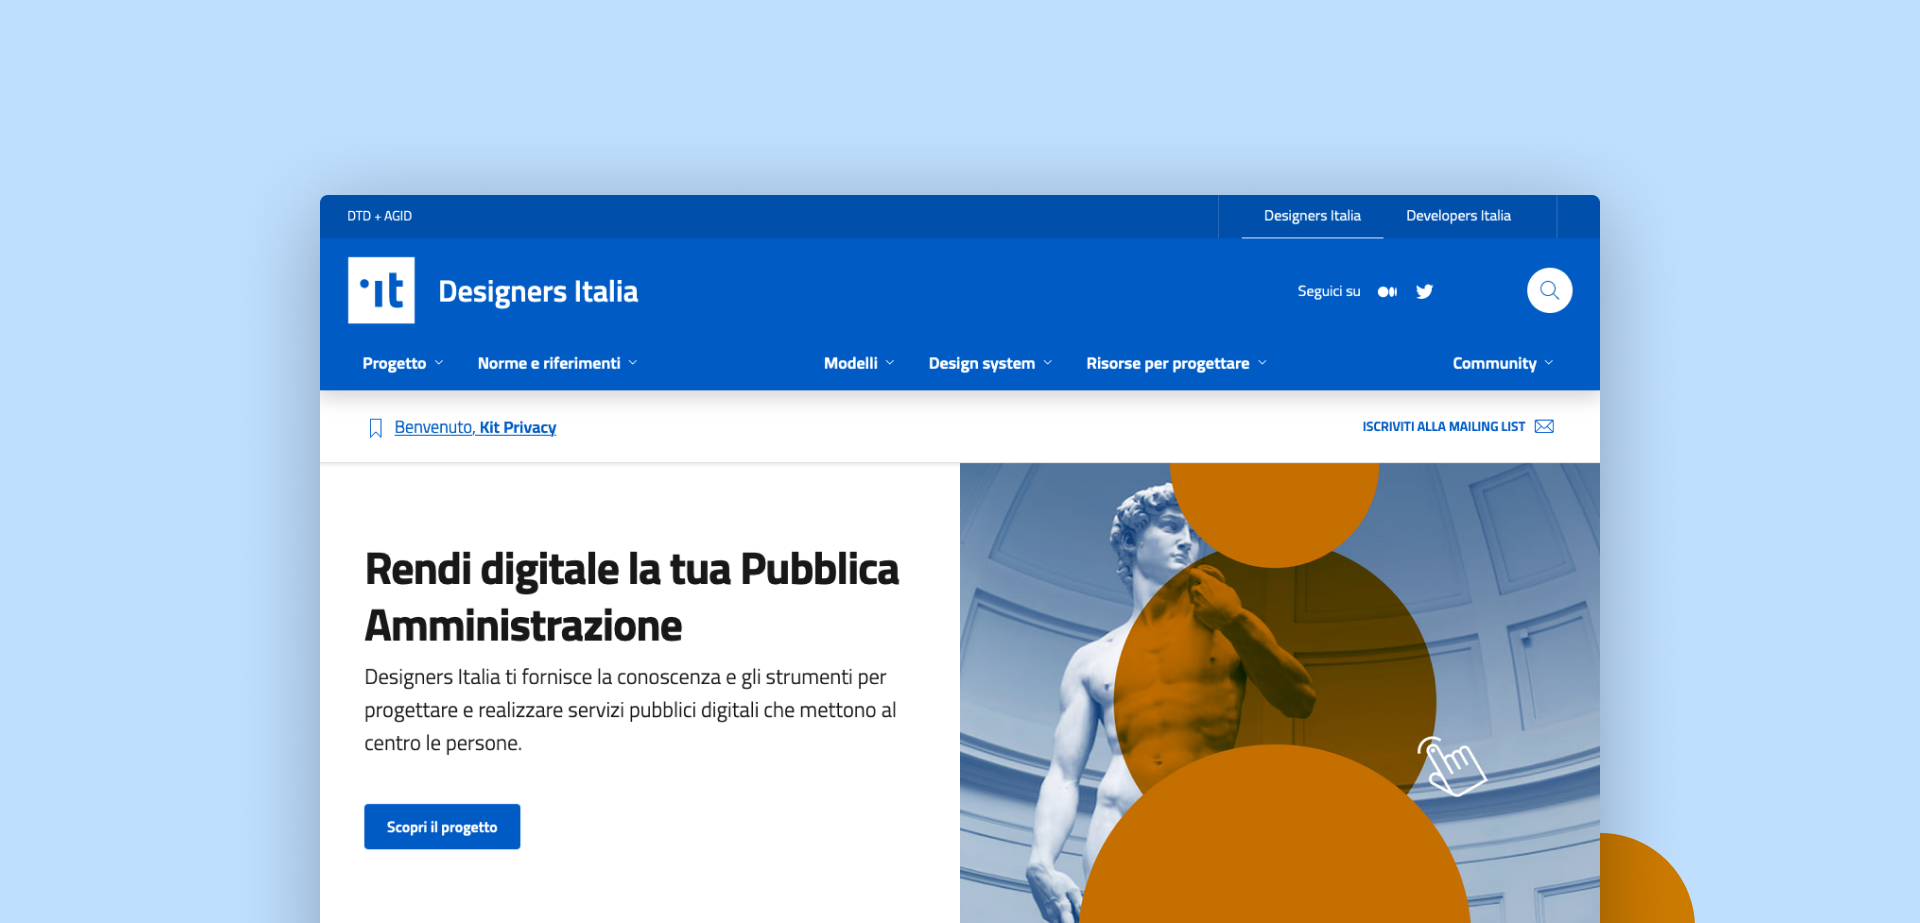 DTD + AGID
Designers Italia
Developers Italia
it
Designers Italia
Seguici su
Progetto
Norme e riferimenti
Modelli
Design system
Risorse per progettare
Community
Benvenuto, Kit Privacy
ISCRIVITI ALLA MAILING LIST
Rendi digitale la tua Pubblica
Amministrazione
Designers Italia ti fornisce la conoscenza e gli strumenti per
progettare e realizzare servizi pubblici digitali che mettono al
centro le persone.
Scopri il progetto